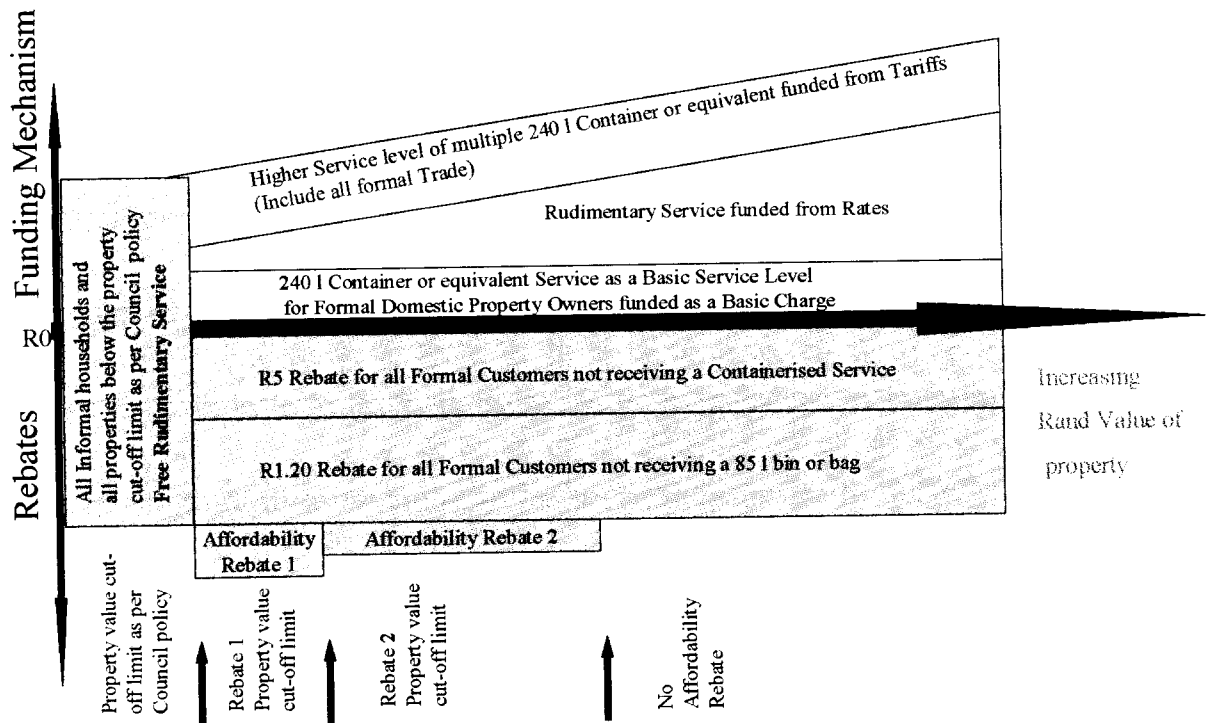 Funding Mechanism
Rebates
R0
All Informal households and
all properties below the property
cut-off limit as per Council policy
Free Rudimentary Service
Higher Service level of multiple 240 l Container or equivalent funded from Tariffs
(Include all formal Trade)
Rudimentary Service funded from Rates
240 l Container or equivalent Service as a Basic Service Level
for Formal Domestic Property Owners funded as a Basic Charge
R5 Rebate for all Formal Customers not receiving a Containerised Service
R1.20 Rebate for all Formal Customers not receiving a 85 l bin or bag
Increasing
Rand Value of
property
Affordability
Rebate 1
Affordability Rebate 2
Property value cut-
off limit as per
Council policy
Rebate 1
Property value
cut-off limit
Rebate 2
Property value
cut-off limit
No
Affordability
Rebate